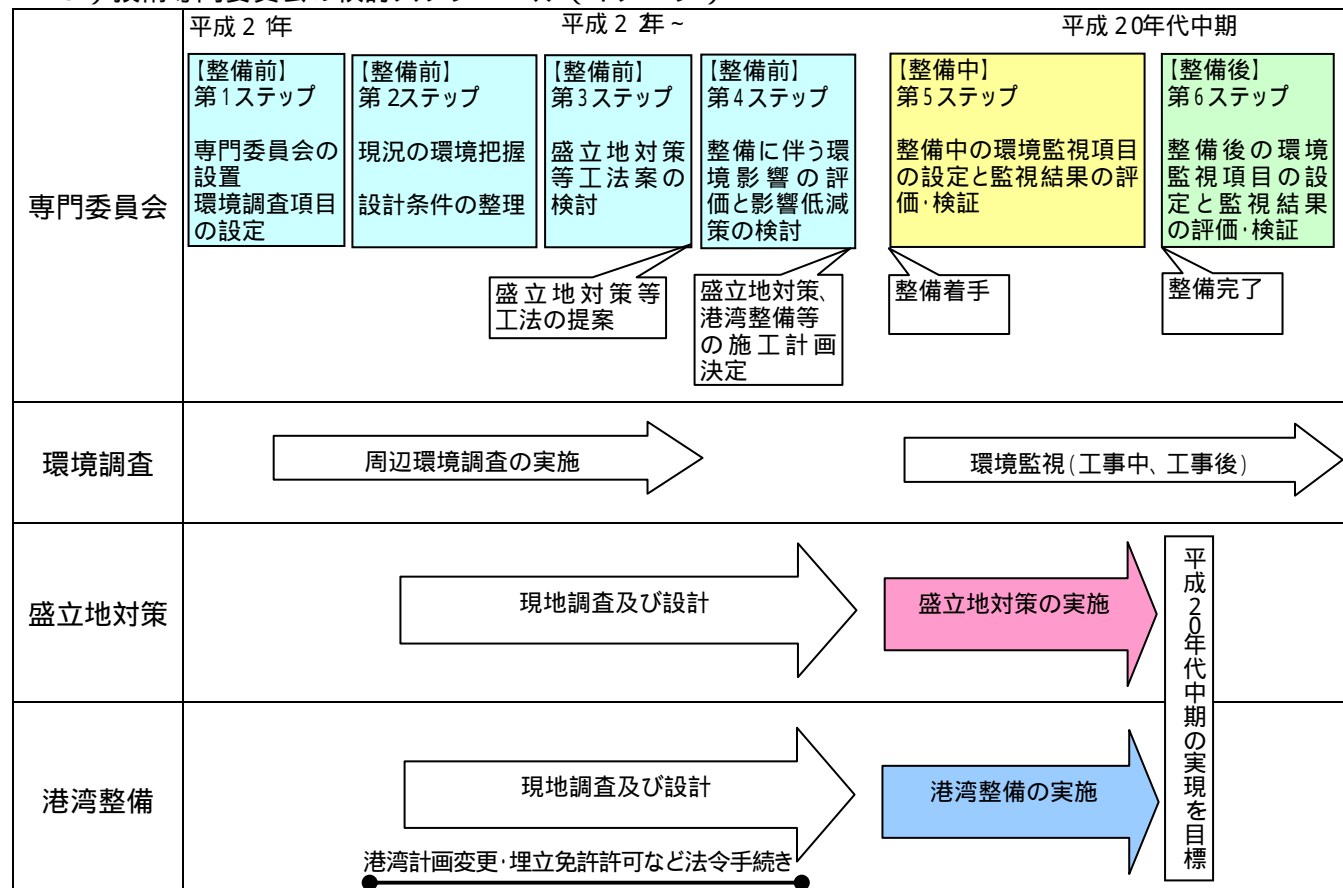 平成21年
平成22年~
平成20年代中期
専門委員会
【整備前】
第1ステップ
専門委員会の
設置
環境調査項目
の設定
【整備前】
第2ステップ
現況の環境把握
設計条件の整理
【整備前】
第3ステップ
盛立地対策
等工法案の
検討
【整備前】
第4ステップ
整備に伴う環
境影響の評
価と影響低減
策の検討
【整備中】
第5ステップ
整備中の環境監視項目
の設定と監視結果の評
価・検証
【整備後】
第6ステップ
整備後の環境
監視項目の設
定と監視結果
の評価・検証
盛立地対策等
工法の提案
盛立地対策、
港湾整備等
の施工計画
決定
整備着手
整備完了
環境調査
周辺環境調査の実施
環境監視(工事中、工事後)
盛立地対策
現地調査及び設計
盛立地対策の実施
平成20年代中期の実現を目標
港湾整備
現地調査及び設計
港湾整備の実施
港湾計画変更・埋立免許許可など法令手続き